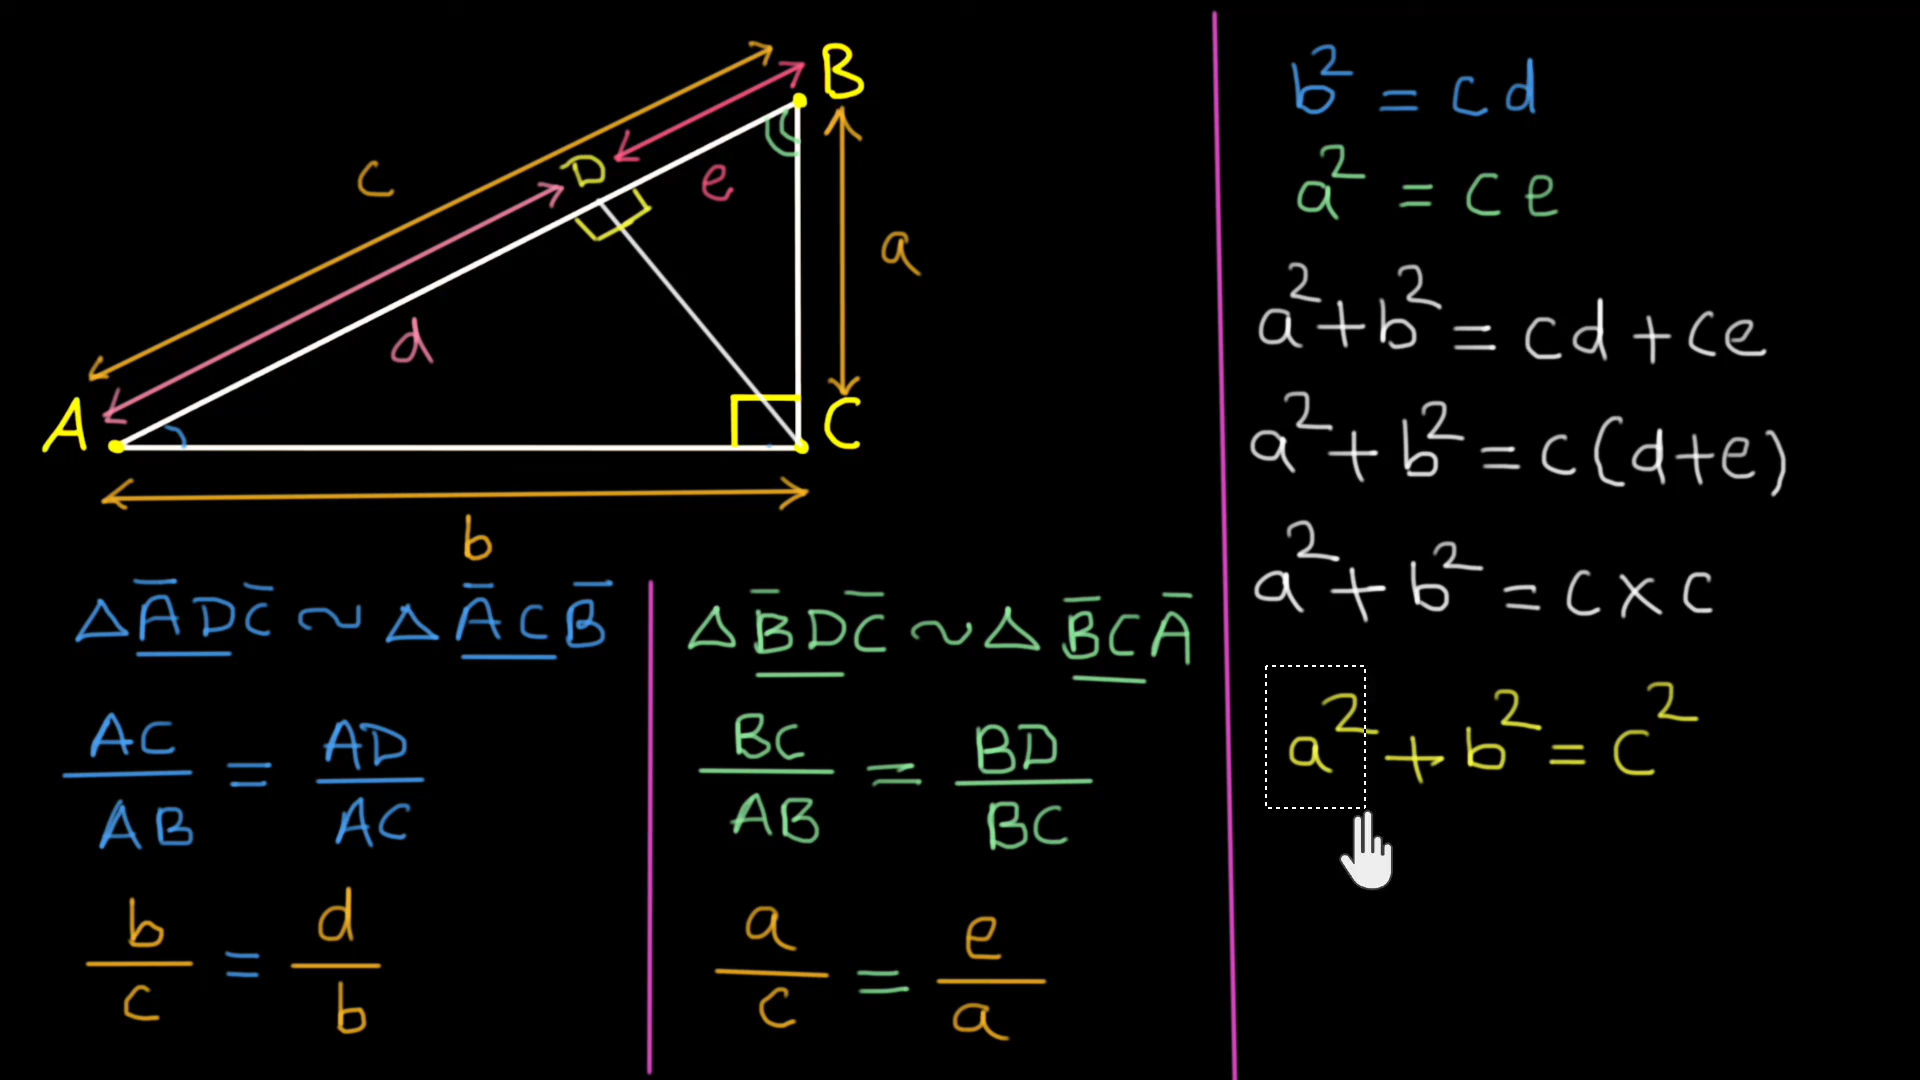 B
D
c
e
a
d
A
C
b
△ADC ~ △ACB
AC/AB = AD/AC
b/c = d/b
△BDC ~ △BCA
BC/AB = BD/BC
a/c = e/a
b² = cd
a² = ce
a² + b² = cd + ce
a² + b² = c(d+e)
a² + b² = c × c
a² + b² = c²